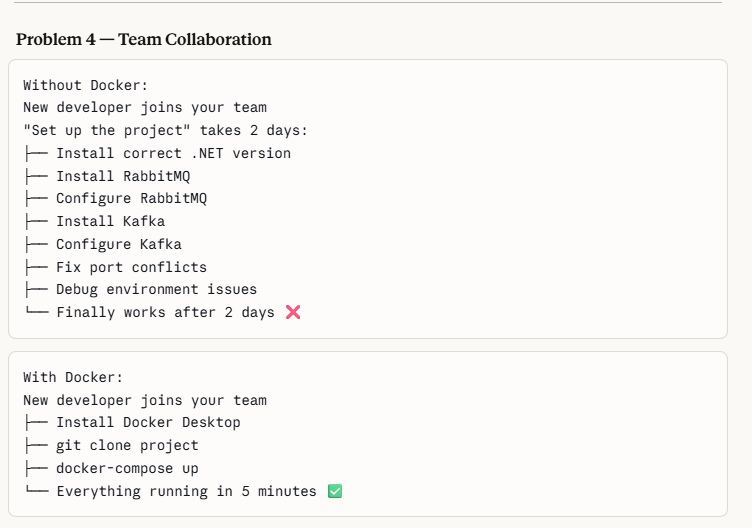 Problem 4 — Team Collaboration
Without Docker:
New developer joins your team
"Set up the project" takes 2 days:
├── Install correct .NET version
├── Install RabbitMQ
├── Configure RabbitMQ
├── Install Kafka
├── Configure Kafka
├── Fix port conflicts
├── Debug environment issues
└── Finally works after 2 days ❌
With Docker:
New developer joins your team
├── Install Docker Desktop
├── git clone project
├── docker-compose up
└── Everything running in 5 minutes ✅